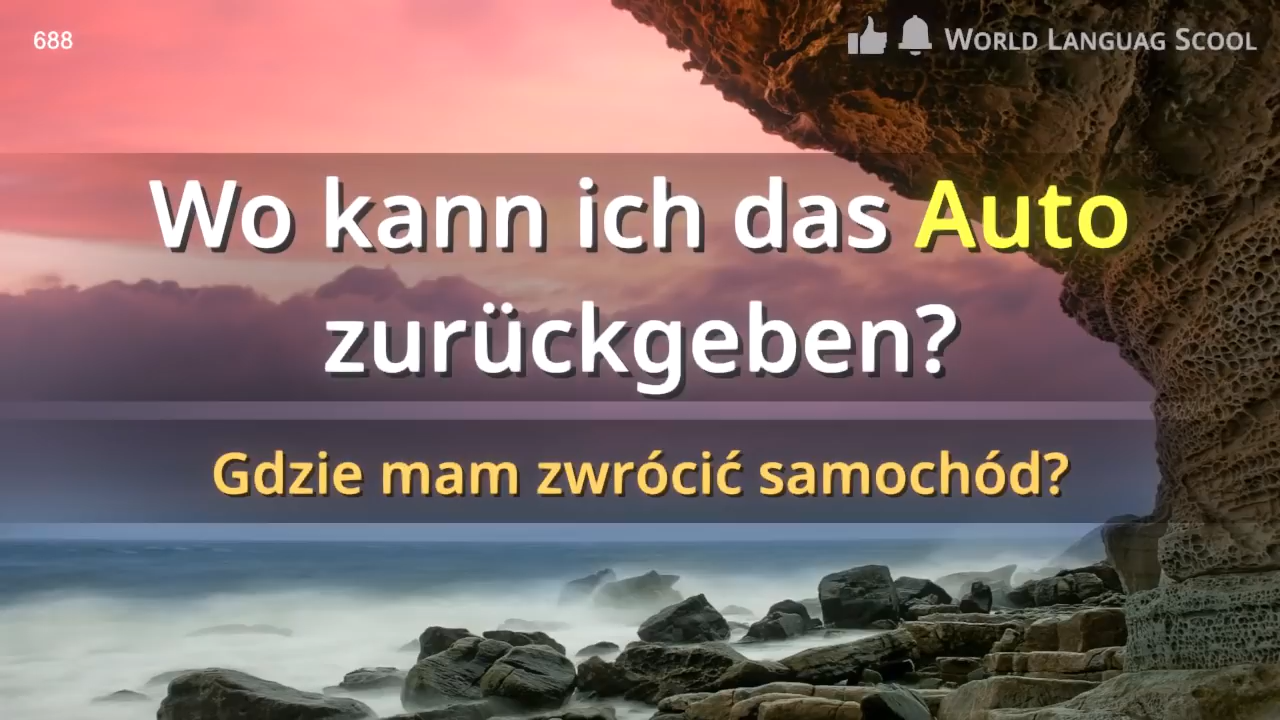 688
World Languag Scool
Wo kann ich das Auto
zurückgeben?
Gdzie mam zwrócić samochód?